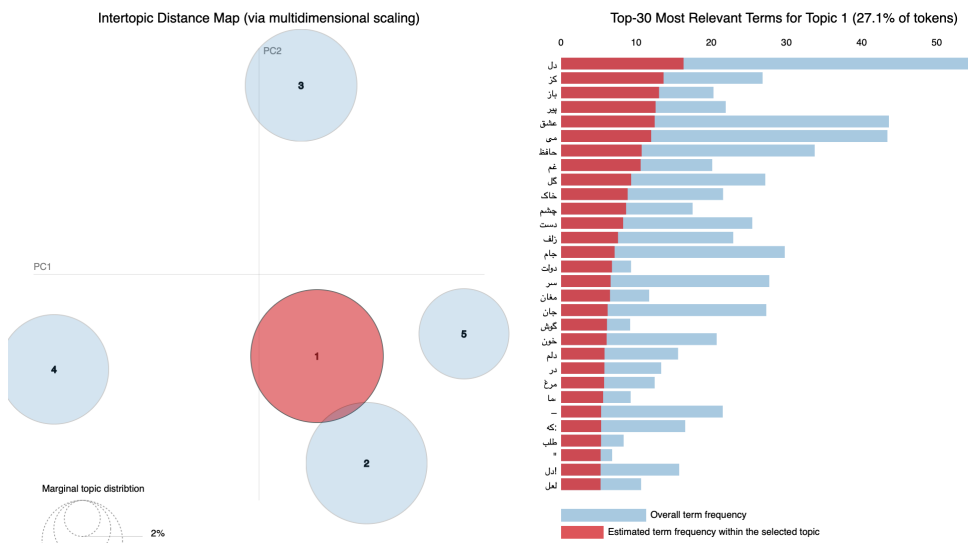 Intertopic Distance Map (via multidimensional scaling)
PC2
PC1
3
1
5
4
2
Marginal topic distribtion
2%
Top-30 Most Relevant Terms for Topic 1 (27.1% of tokens)
0 10 20 30 40 50
دل
کز
باز
پیر
عشق
می
حافظ
غم
گل
خاک
چشم
دست
زلف
جام
دولت
سر
مغان
جان
گوش
خون
دلم
در
مرغ
ما
–
:که
طلب
"
!دل
لعل
Overall term frequency
Estimated term frequency within the selected topic